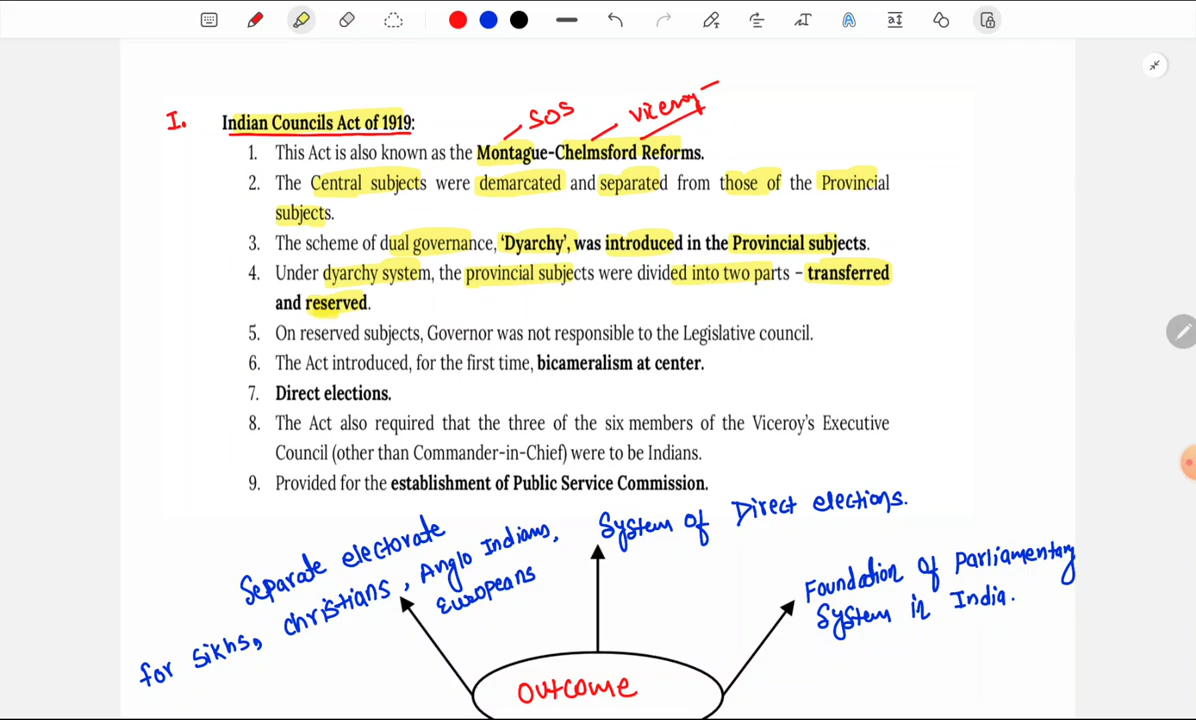 I. Indian Councils Act of 1919:
SOS
Viceroy
1. This Act is also known as the Montague-Chelmsford Reforms.
2. The Central subjects were demarcated and separated from those of the Provincial
subjects.
3. The scheme of dual governance, ‘Dyarchy’, was introduced in the Provincial subjects.
4. Under dyarchy system, the provincial subjects were divided into two parts – transferred
and reserved.
5. On reserved subjects, Governor was not responsible to the Legislative council.
6. The Act introduced, for the first time, bicameralism at center.
7. Direct elections.
8. The Act also required that the three of the six members of the Viceroy’s Executive
Council (other than Commander-in-Chief) were to be Indians.
9. Provided for the establishment of Public Service Commission.
Separate electorate
for Sikhs, Christians, Anglo Indians,
Europeans
System of Direct elections.
Foundation of Parliamentary
System in India.
Outcome